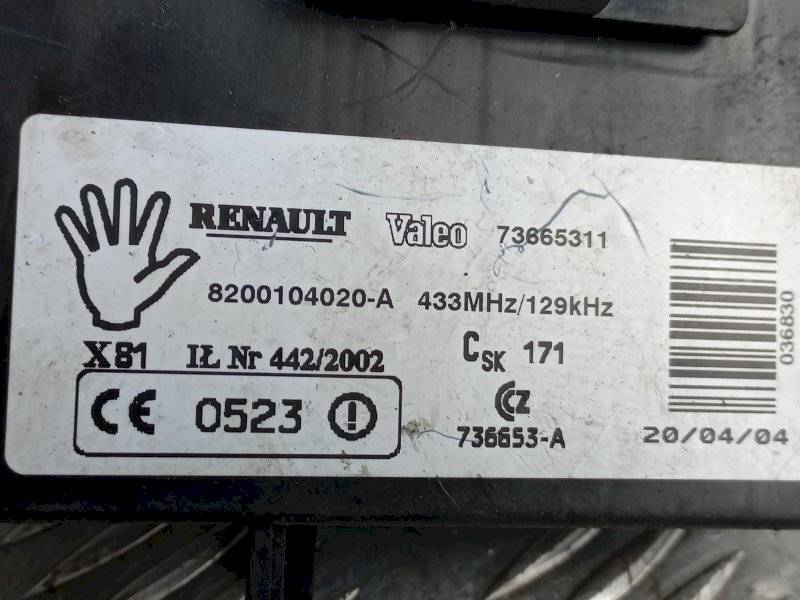 RENAULT Valeo 73665311
8200104020-A 433MHz/129kHz
X81 IŁ Nr 442/2002 CSK 171
CE 0523 !
CZ
736653-A 20/04/04
036830